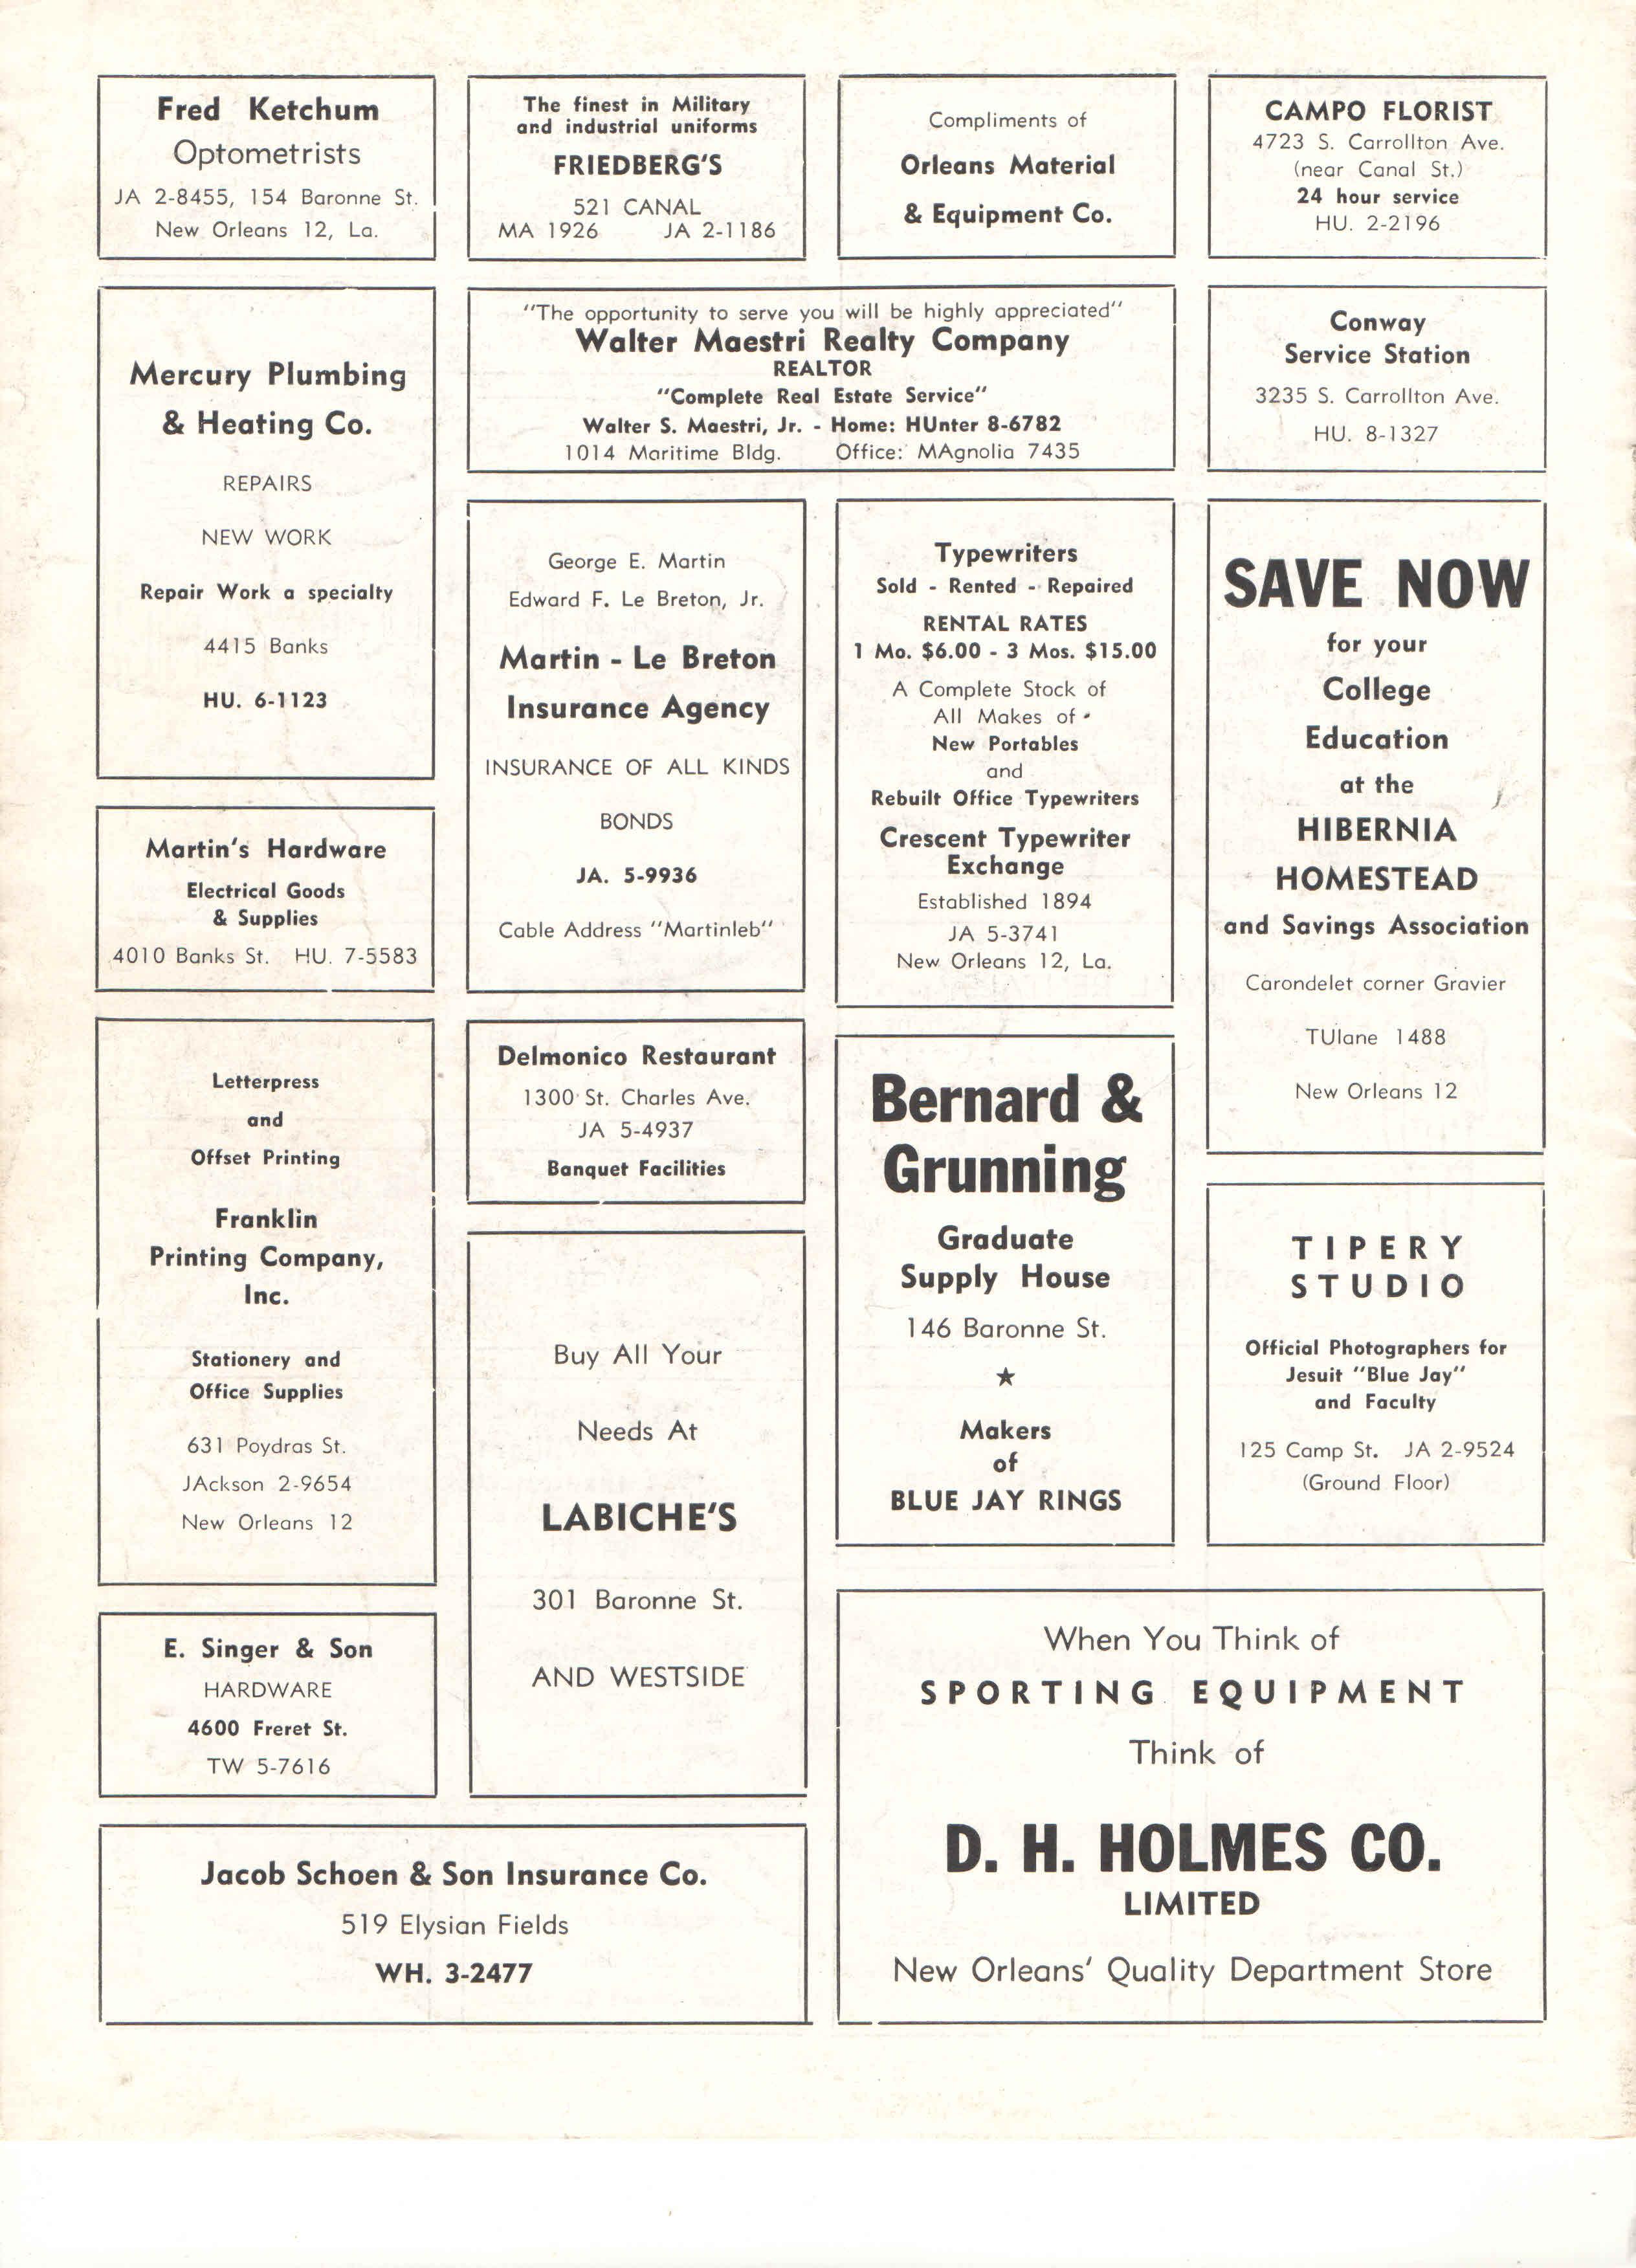 Fred Ketchum
Optometrists
JA 2-8455, 154 Baronne St.
New Orleans 12, La.
The finest in Military
and industrial uniforms
FRIEDBERG'S
521 CANAL
MA 1926 JA 2-1186
Compliments of
Orleans Material
& Equipment Co.
CAMPO FLORIST
4723 S. Carrollton Ave.
(near Canal St.)
24 hour service
HU. 2-2196
Mercury Plumbing
& Heating Co.
REPAIRS
NEW WORK
Repair Work a specialty
4415 Banks
HU. 6-1123
"The opportunity to serve you will be highly appreciated"
Walter Maestri Realty Company
REALTOR
"Complete Real Estate Service"
Walter S. Maestri, Jr. - Home: HUnter 8-6782
1014 Maritime Bldg. Office: MAgnolia 7435
Conway
Service Station
3235 S. Carrollton Ave.
HU. 8-1327
George E. Martin
Edward F. Le Breton, Jr.
Martin - Le Breton
Insurance Agency
INSURANCE OF ALL KINDS
BONDS
JA. 5-9936
Cable Address "Martinleb"
Typewriters
Sold - Rented - Repaired
RENTAL RATES
1 Mo. $6.00 - 3 Mos. $15.00
A Complete Stock of
All Makes of
New Portables
and
Rebuilt Office Typewriters
Crescent Typewriter
Exchange
Established 1894
JA 5-3741
New Orleans 12, La.
SAVE NOW
for your
College
Education
at the
HIBERNIA
HOMESTEAD
and Savings Association
Carondelet corner Gravier
TUlane 1488
New Orleans 12
Martin's Hardware
Electrical Goods
& Supplies
4010 Banks St. HU. 7-5583
Letterpress
and
Offset Printing
Franklin
Printing Company,
Inc.
Stationery and
Office Supplies
631 Poydras St.
JAckson 2-9654
New Orleans 12
Delmonico Restaurant
1300 St. Charles Ave.
JA 5-4937
Banquet Facilities
Bernard &
Grunning
Graduate
Supply House
146 Baronne St.
★
Makers
of
BLUE JAY RINGS
TIPERY
STUDIO
Official Photographers for
Jesuit "Blue Jay"
and Faculty
125 Camp St. JA 2-9524
(Ground Floor)
Buy All Your
Needs At
LABICHE'S
301 Baronne St.
AND WESTSIDE
E. Singer & Son
HARDWARE
4600 Freret St.
TW 5-7616
When You Think of
SPORTING EQUIPMENT
Think of
D. H. HOLMES CO.
LIMITED
New Orleans' Quality Department Store
Jacob Schoen & Son Insurance Co.
519 Elysian Fields
WH. 3-2477